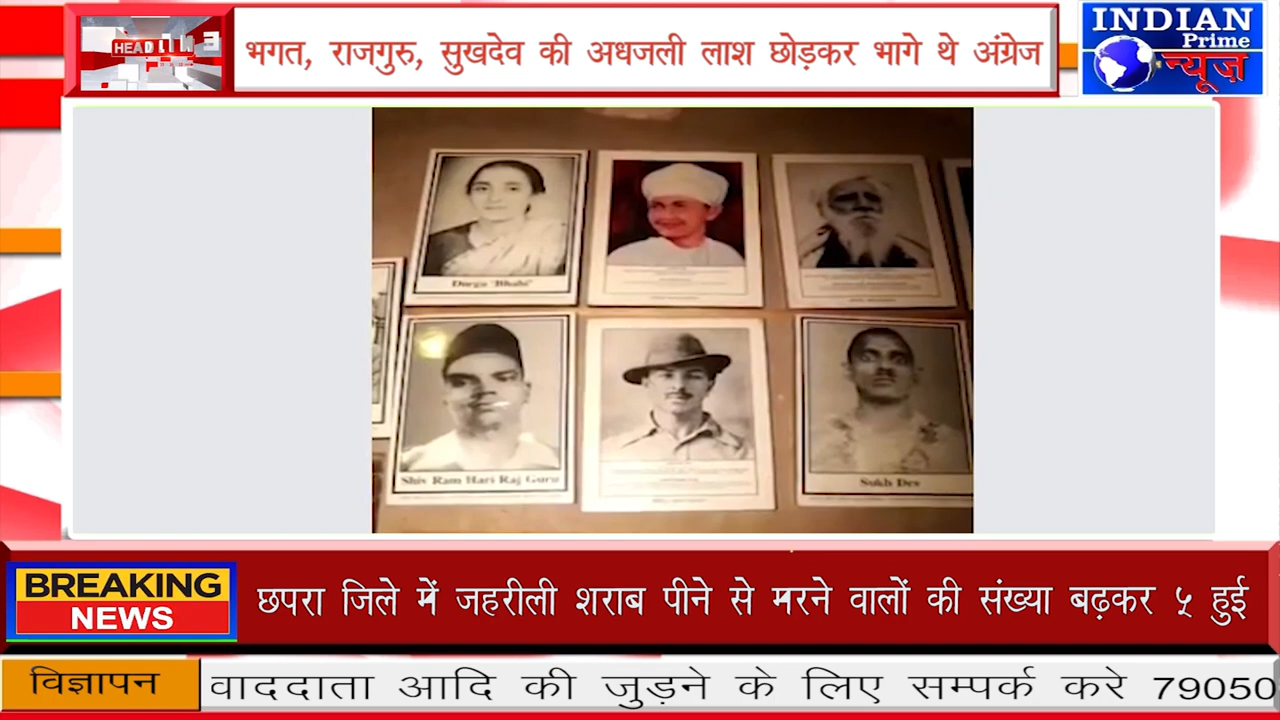 HEADLINE
भगत, राजगुरु, सुखदेव की अधजली लाश छोड़कर भागे थे अंग्रेज
INDIAN
Prime
न्यूज़
Durga 'Bhabi'
Shiv Ram Hari Raj Guru
Sukh Dev
BREAKING
NEWS
छपरा जिले में जहरीली शराब पीने से मरने वालों की संख्या बढ़कर ५ हुई
विज्ञापन
वाददाता आदि की जुड़ने के लिए सम्पर्क करे 79050